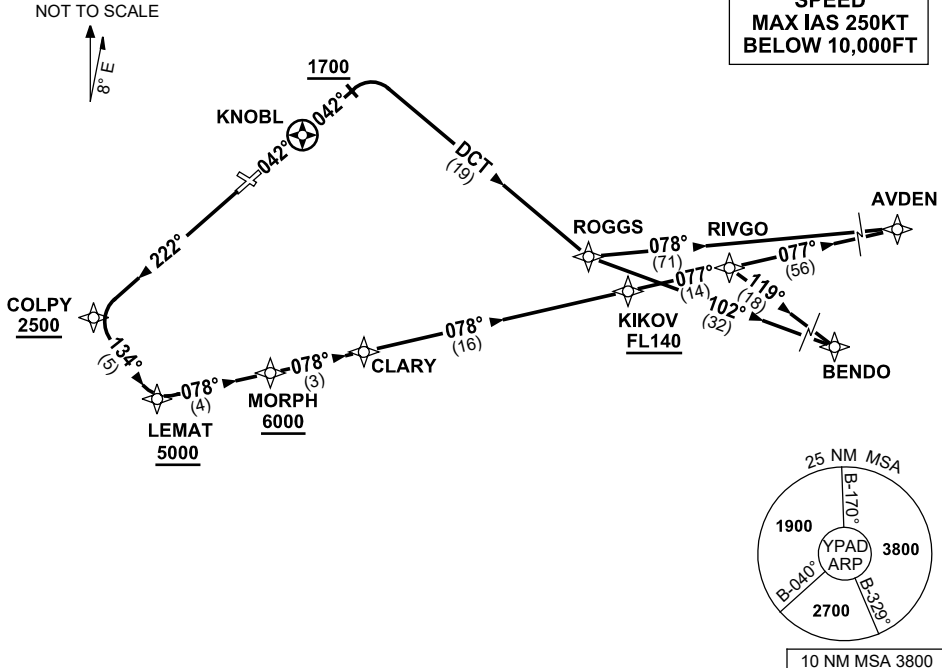 NOT TO SCALE
8° E
SPEED
MAX IAS 250KT
BELOW 10,000FT
1700
KNOBL
042°
042°
222°
DCT
(19)
COLPY
2500
134°
(5)
LEMAT
5000
078°
(4)
MORPH
6000
078°
(3)
CLARY
078°
(16)
ROGGS
078°
(71)
RIVGO
AVDEN
077°
(56)
077°
(14)
KIKOV
FL140
119°
(18)
102°
(32)
BENDO
25 NM MSA
B-170°
1900
YPAD
ARP
3800
B-040°
B-329°
2700
10 NM MSA 3800